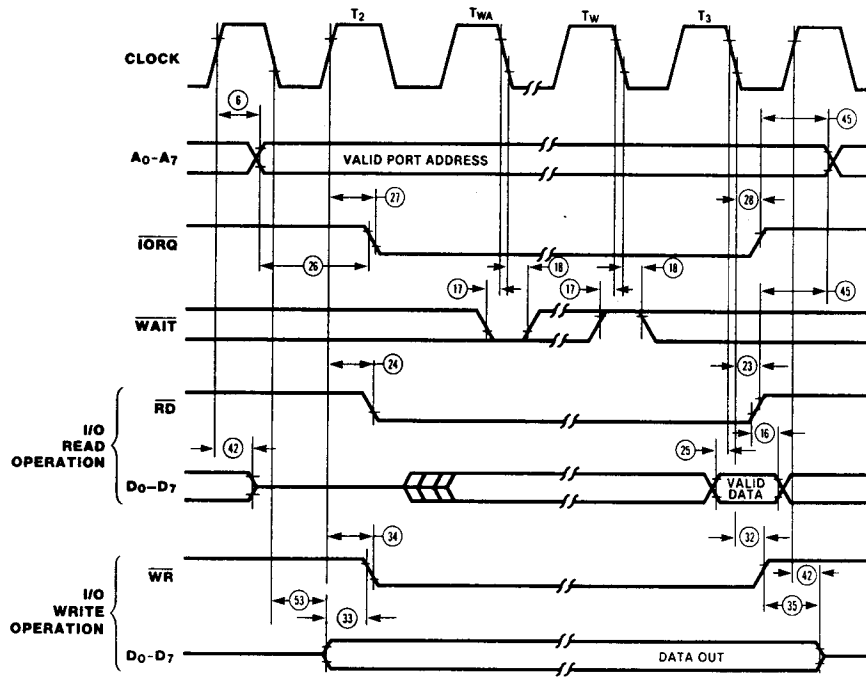 T2
TWA
TW
T3
CLOCK
6
45
A0–A7
VALID PORT ADDRESS
27
28
IORQ
26
18
18
17
17
45
WAIT
24
23
RD
I/O
READ
OPERATION
42
16
25
D0–D7
VALID
DATA
34
32
WR
42
I/O
WRITE
OPERATION
53
33
35
D0–D7
DATA OUT